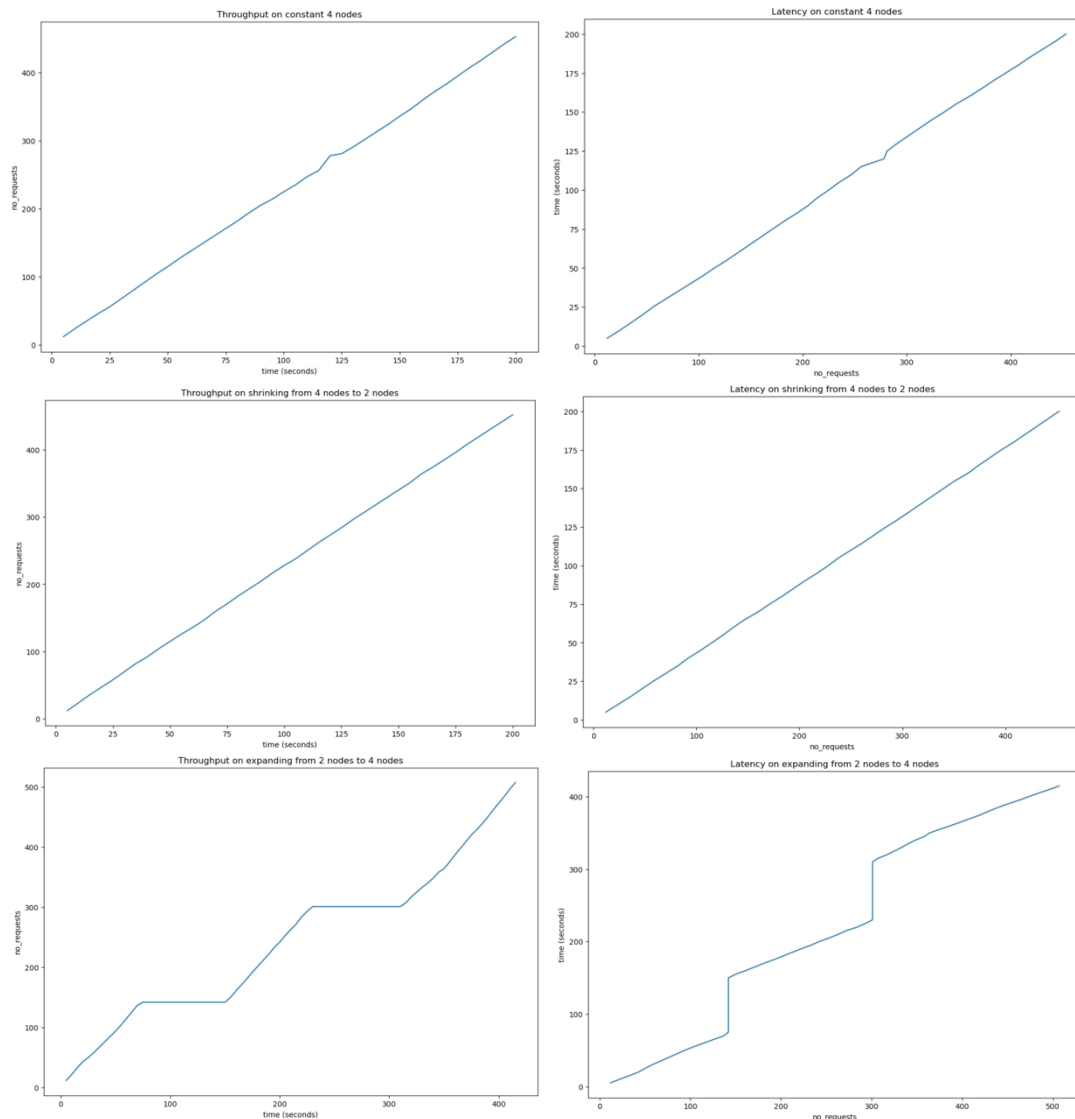 Throughput on constant 4 nodes
no_requests
400
300
200
100
0
0 25 50 75 100 125 150 175 200
time (seconds)
Latency on constant 4 nodes
time (seconds)
200
175
150
125
100
75
50
25
0
0 100 200 300 400
no_requests
Throughput on shrinking from 4 nodes to 2 nodes
no_requests
400
300
200
100
0
0 25 50 75 100 125 150 175 200
time (seconds)
Latency on shrinking from 4 nodes to 2 nodes
time (seconds)
200
175
150
125
100
75
50
25
0
0 100 200 300 400
no_requests
Throughput on expanding from 2 nodes to 4 nodes
no_requests
500
400
300
200
100
0
0 100 200 300 400
time (seconds)
Latency on expanding from 2 nodes to 4 nodes
time (seconds)
400
300
200
100
0
0 100 200 300 400 500
no_requests